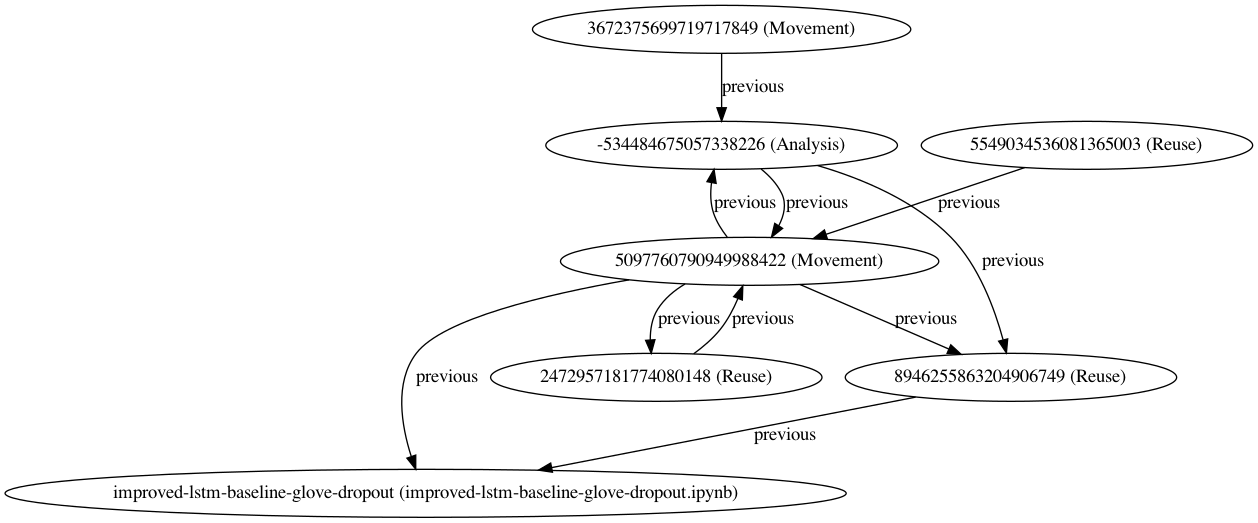 3672375699719717849 (Movement)
previous
-534484675057338226 (Analysis)
5549034536081365003 (Reuse)
previous
previous
previous
previous
5097760790949988422 (Movement)
previous
previous
previous
previous
2472957181774080148 (Reuse)
8946255863204906749 (Reuse)
previous
improved-lstm-baseline-glove-dropout (improved-lstm-baseline-glove-dropout.ipynb)